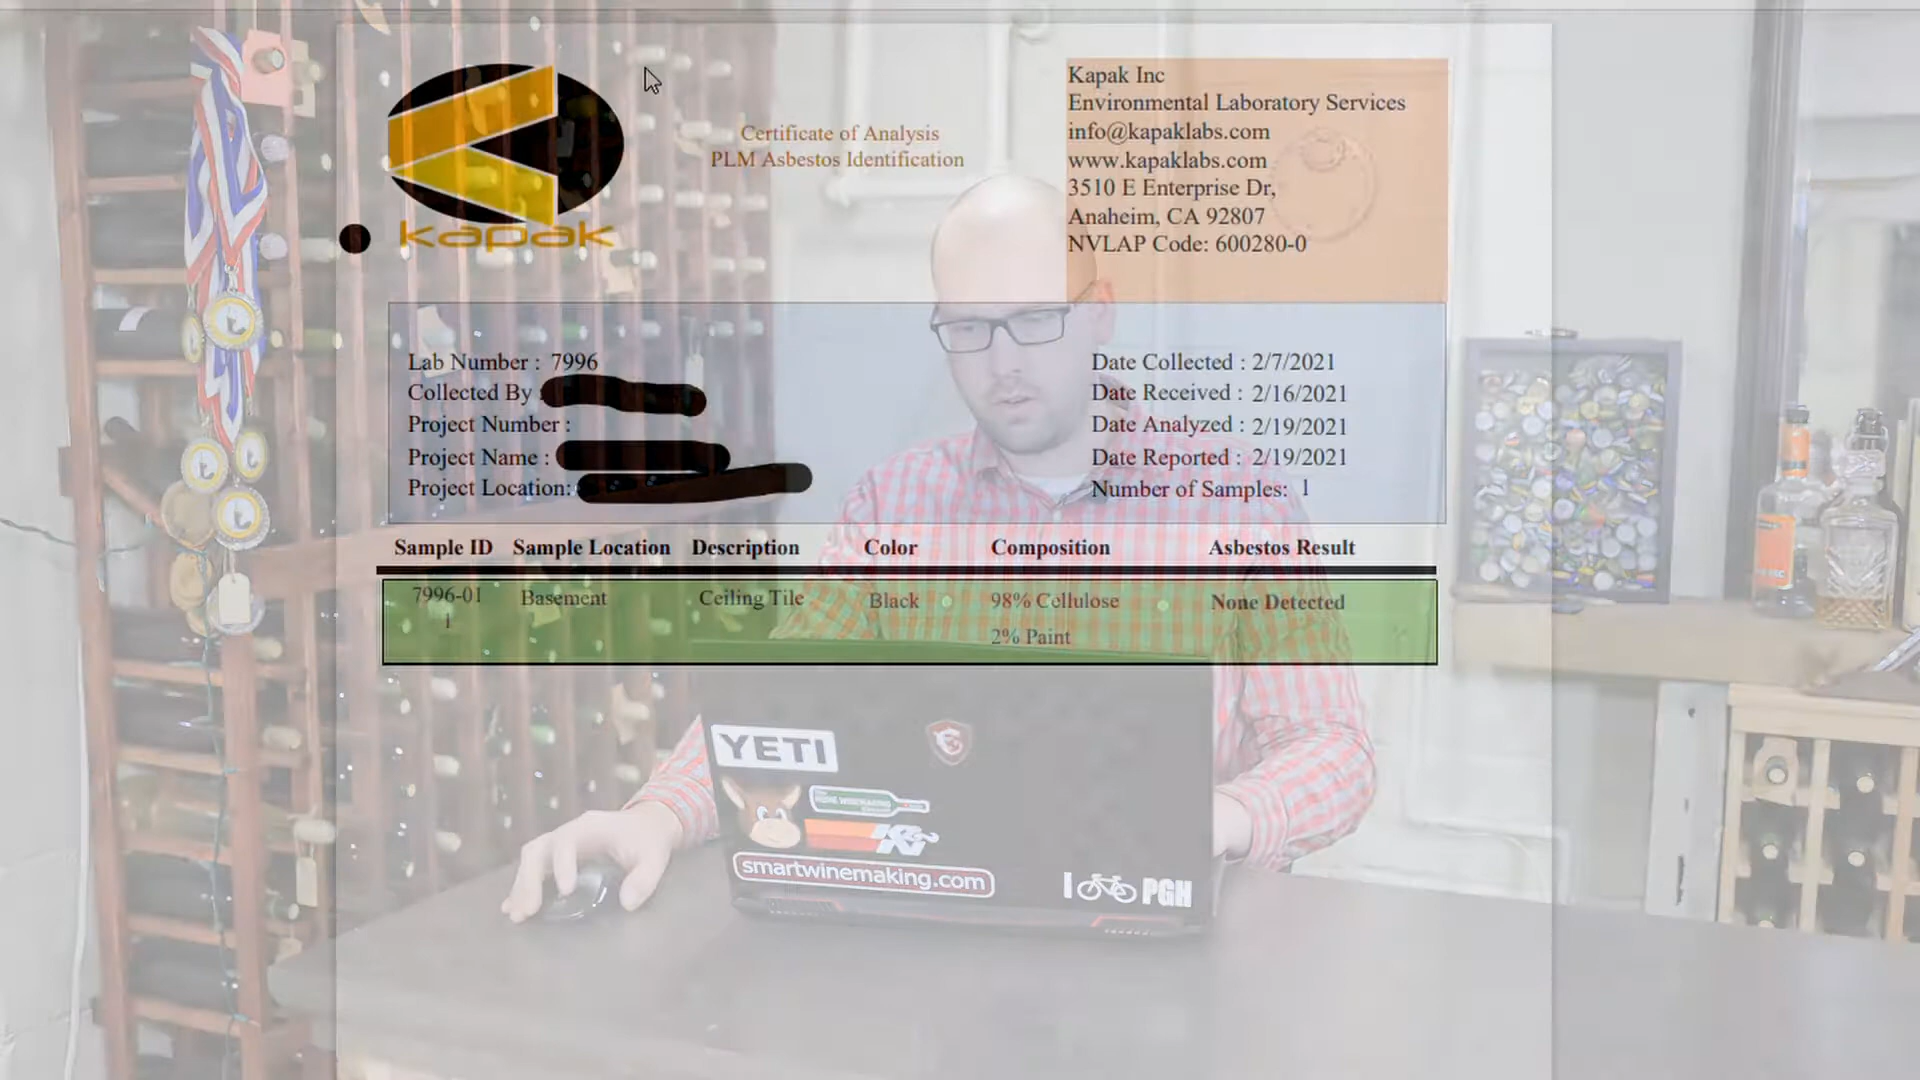 kapak
Certificate of Analysis
PLM Asbestos Identification
Kapak Inc
Environmental Laboratory Services
info@kapaklabs.com
www.kapaklabs.com
3510 E Enterprise Dr,
Anaheim, CA 92807
NVLAP Code: 600280-0
Lab Number : 7996
Collected By :
Project Number :
Project Name :
Project Location:
Date Collected : 2/7/2021
Date Received : 2/16/2021
Date Analyzed : 2/19/2021
Date Reported : 2/19/2021
Number of Samples: 1
Sample ID Sample Location Description Color Composition Asbestos Result
7996-01 Basement Ceiling Tile Black 98% Cellulose None Detected
1 2% Paint
YETI
K&N
smartwinemaking.com
I PGH